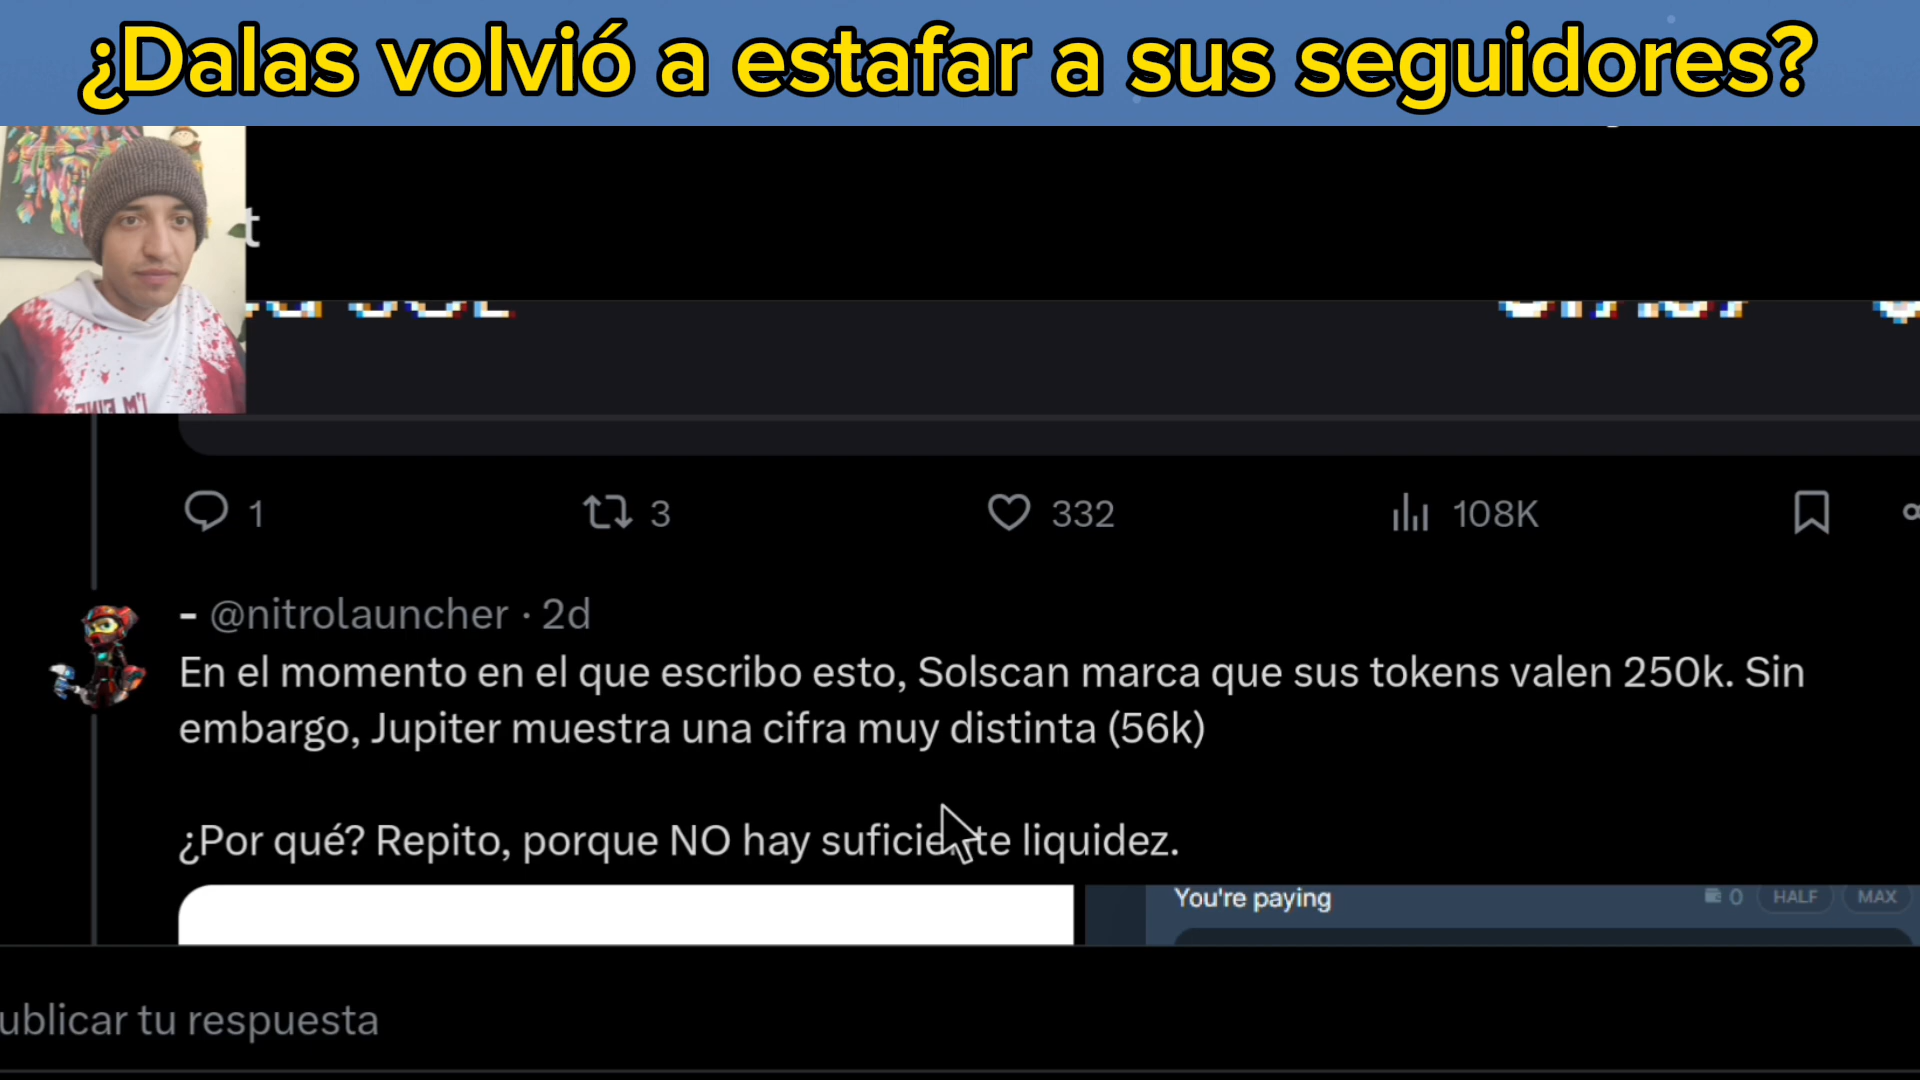 ¿Dalas volvió a estafar a sus seguidores?
t
1 3 332 108K
- @nitrolauncher · 2d
En el momento en el que escribo esto, Solscan marca que sus tokens valen 250k. Sin
embargo, Jupiter muestra una cifra muy distinta (56k)
¿Por qué? Repito, porque NO hay suficiente liquidez.
You're paying 0 HALF MAX
ublicar tu respuesta